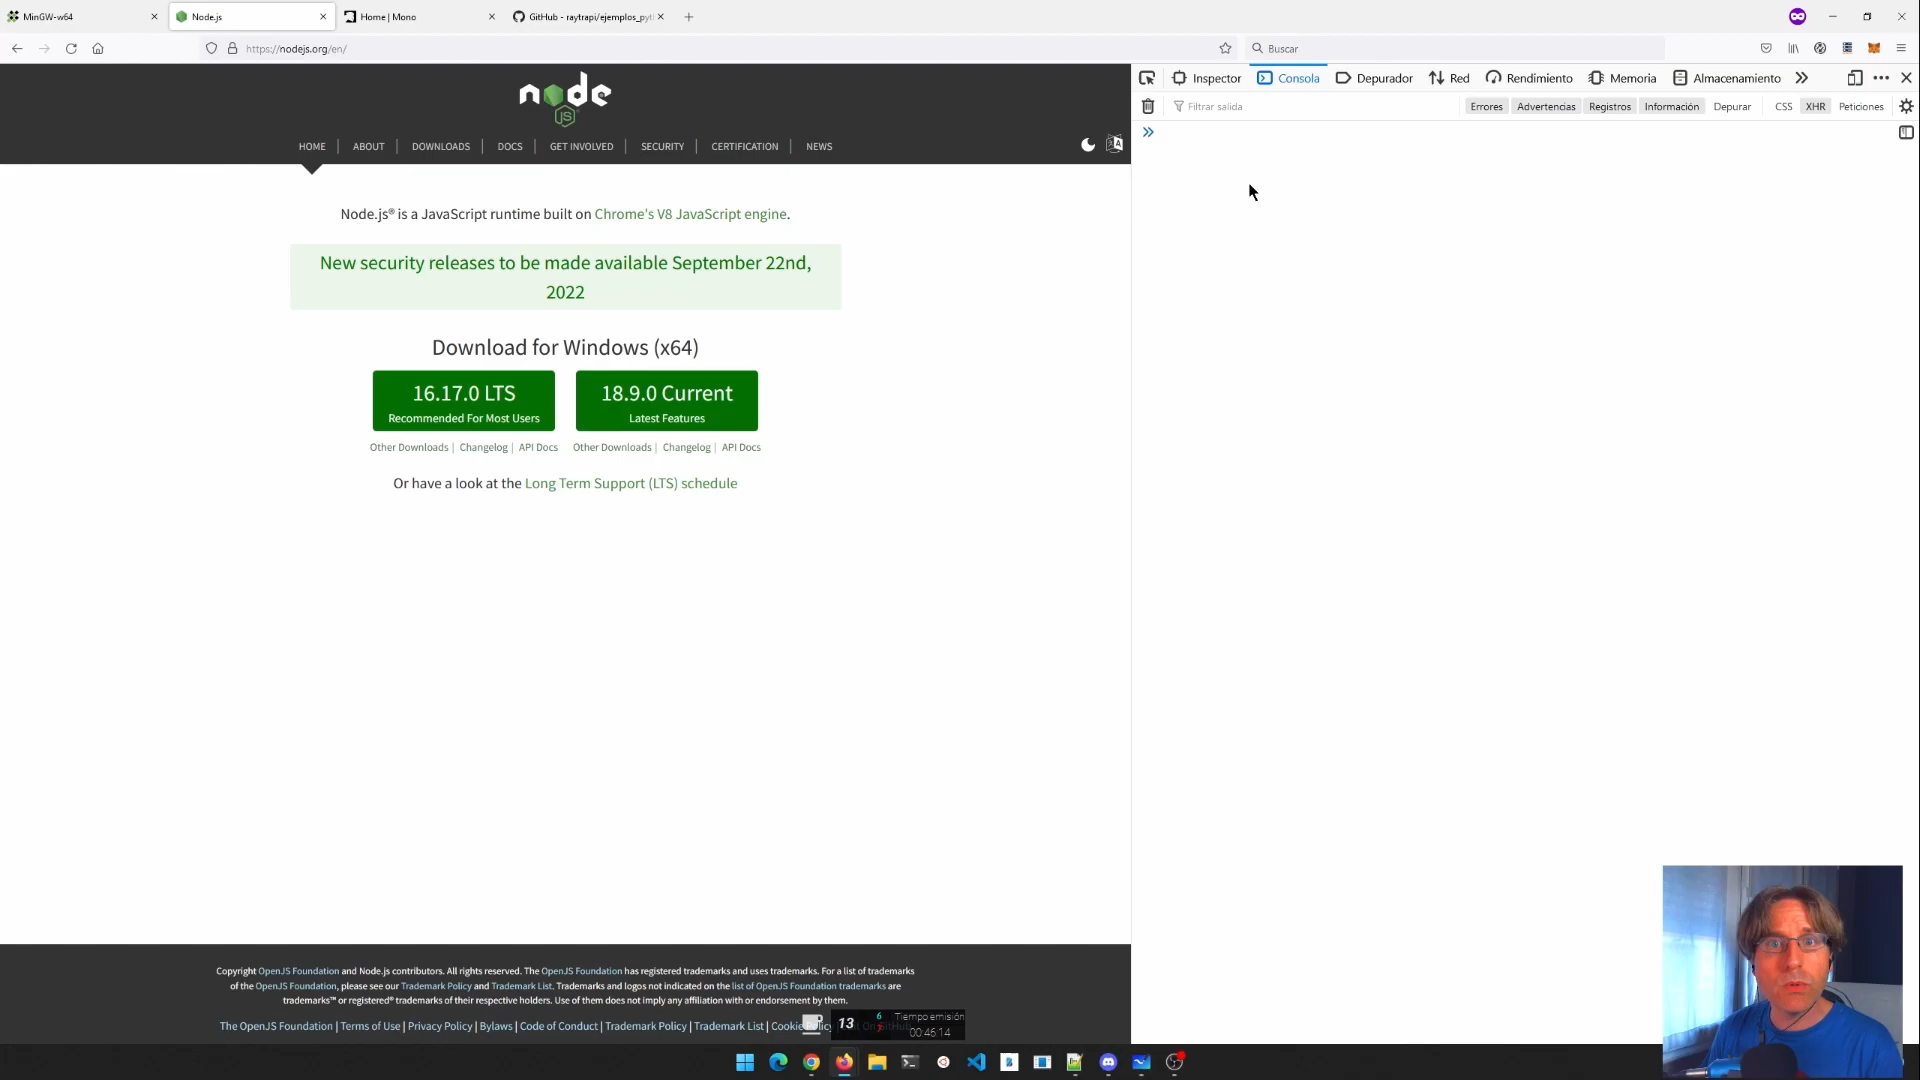 MinGW-w64
Node.js
Home | Mono
GitHub - raytrapi/ejemplos_pyt
https://nodejs.org/en/
Buscar
node
JS
HOME
ABOUT
DOWNLOADS
DOCS
GET INVOLVED
SECURITY
CERTIFICATION
NEWS
Node.js® is a JavaScript runtime built on Chrome's V8 JavaScript engine.
New security releases to be made available September 22nd,
2022
Download for Windows (x64)
16.17.0 LTS
Recommended For Most Users
18.9.0 Current
Latest Features
Other Downloads | Changelog | API Docs
Other Downloads | Changelog | API Docs
Or have a look at the Long Term Support (LTS) schedule
Copyright OpenJS Foundation and Node.js contributors. All rights reserved. The OpenJS Foundation has registered trademarks and uses trademarks. For a list of trademarks
of the OpenJS Foundation, please see our Trademark Policy and Trademark List. Trademarks and logos not indicated on the list of OpenJS Foundation trademarks are
trademarks™ or registered® trademarks of their respective holders. Use of them does not imply any affiliation with or endorsement by them.
The OpenJS Foundation | Terms of Use | Privacy Policy | Bylaws | Code of Conduct | Trademark Policy | Trademark List | Cookie Policy
Inspector
Consola
Depurador
Red
Rendimiento
Memoria
Almacenamiento
Filtrar salida
Errores
Advertencias
Registros
Información
Depurar
CSS
XHR
Peticiones
13
6
7
Tiempo emisión
00:46:14